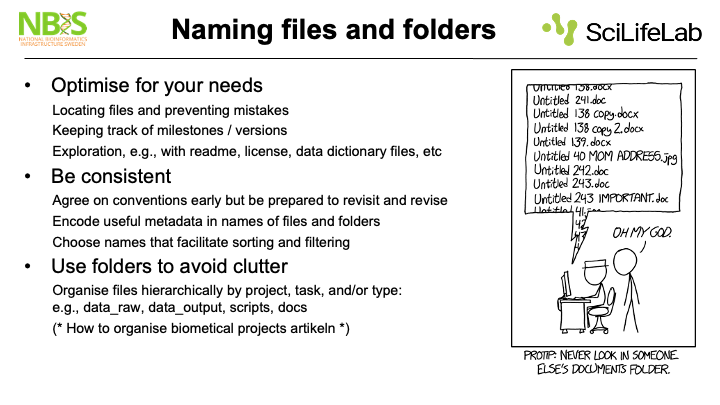 NBIS
NATIONAL BIOINFORMATICS
INFRASTRUCTURE SWEDEN
Naming files and folders
SciLifeLab
• Optimise for your needs
Locating files and preventing mistakes
Keeping track of milestones / versions
Exploration, e.g., with readme, license, data dictionary files, etc
• Be consistent
Agree on conventions early but be prepared to revisit and revise
Encode useful metadata in names of files and folders
Choose names that facilitate sorting and filtering
• Use folders to avoid clutter
Organise files hierarchically by project, task, and/or type:
e.g., data_raw, data_output, scripts, docs
(* How to organise biometical projects artikeln *)
Untitled 138.docx
Untitled 241.doc
Untitled 138 copy.docx
Untitled 138 copy 2.docx
Untitled 139.docx
Untitled 40 MOM ADDRESS.jpg
Untitled 242.doc
Untitled 243.doc
Untitled 243 IMPORTANT.doc
Untitled 41
OH MY GOD.
PROTIP: NEVER LOOK IN SOMEONE
ELSE'S DOCUMENTS FOLDER.